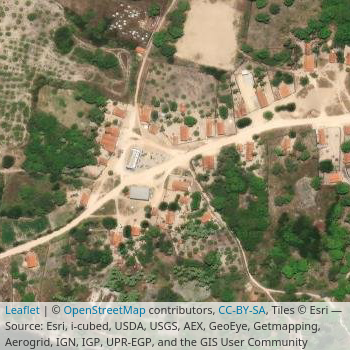 Leaflet | © OpenStreetMap contributors, CC-BY-SA, Tiles © Esri —
Source: Esri, i-cubed, USDA, USGS, AEX, GeoEye, Getmapping,
Aerogrid, IGN, IGP, UPR-EGP, and the GIS User Community